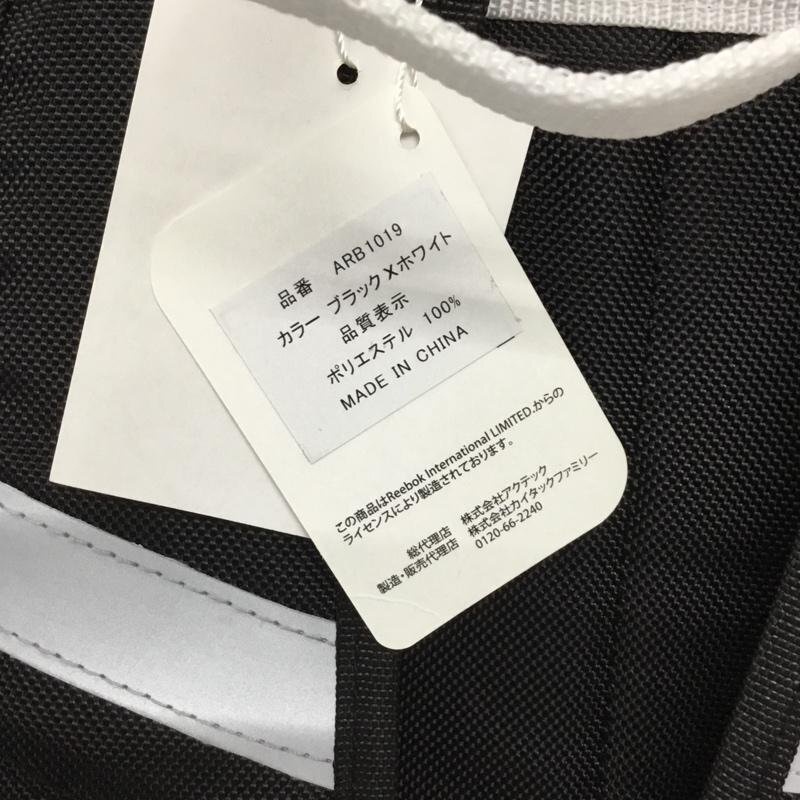 品番 ARB1019
カラー ブラック×ホワイト
品質表示
ポリエステル 100%
MADE IN CHINA
この商品はReebok International LIMITED.からの
ライセンスにより製造されております。
総代理店 株式会社アクテック
製造・販売代理店 株式会社カイタックファミリー
0120-66-2240